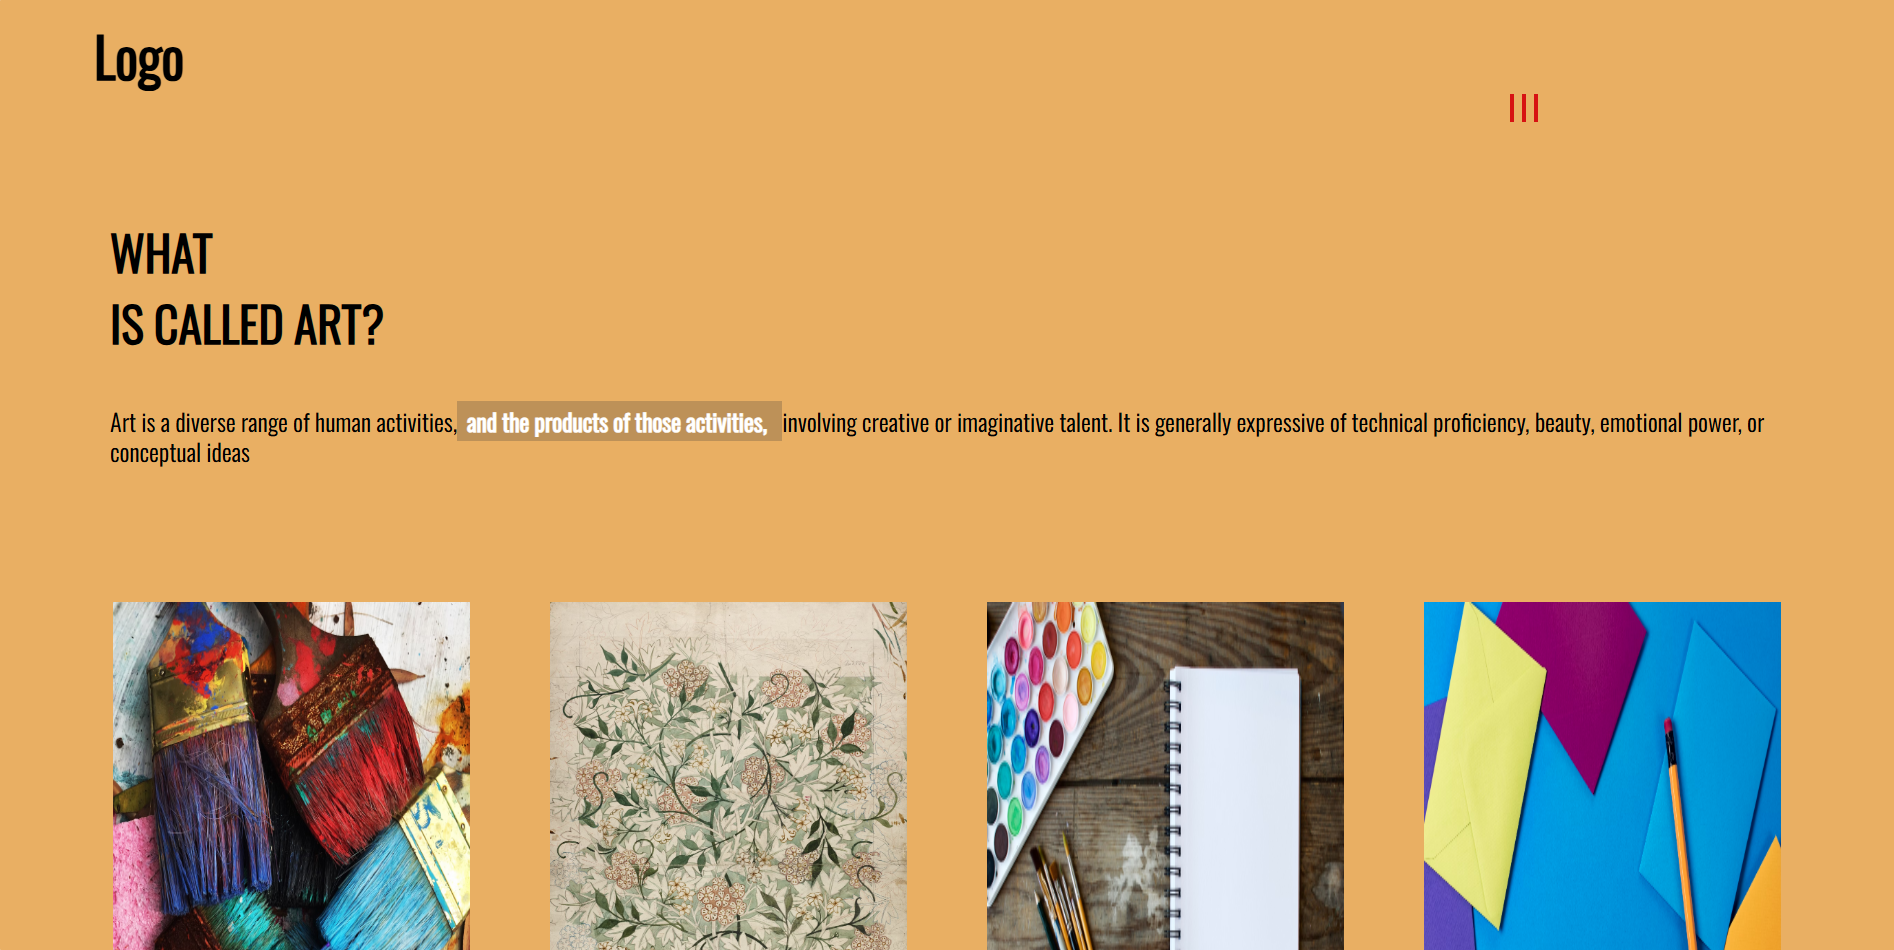 Logo
WHAT
IS CALLED ART?
Art is a diverse range of human activities, and the products of those activities, involving creative or imaginative talent. It is generally expressive of technical proficiency, beauty, emotional power, or
conceptual ideas